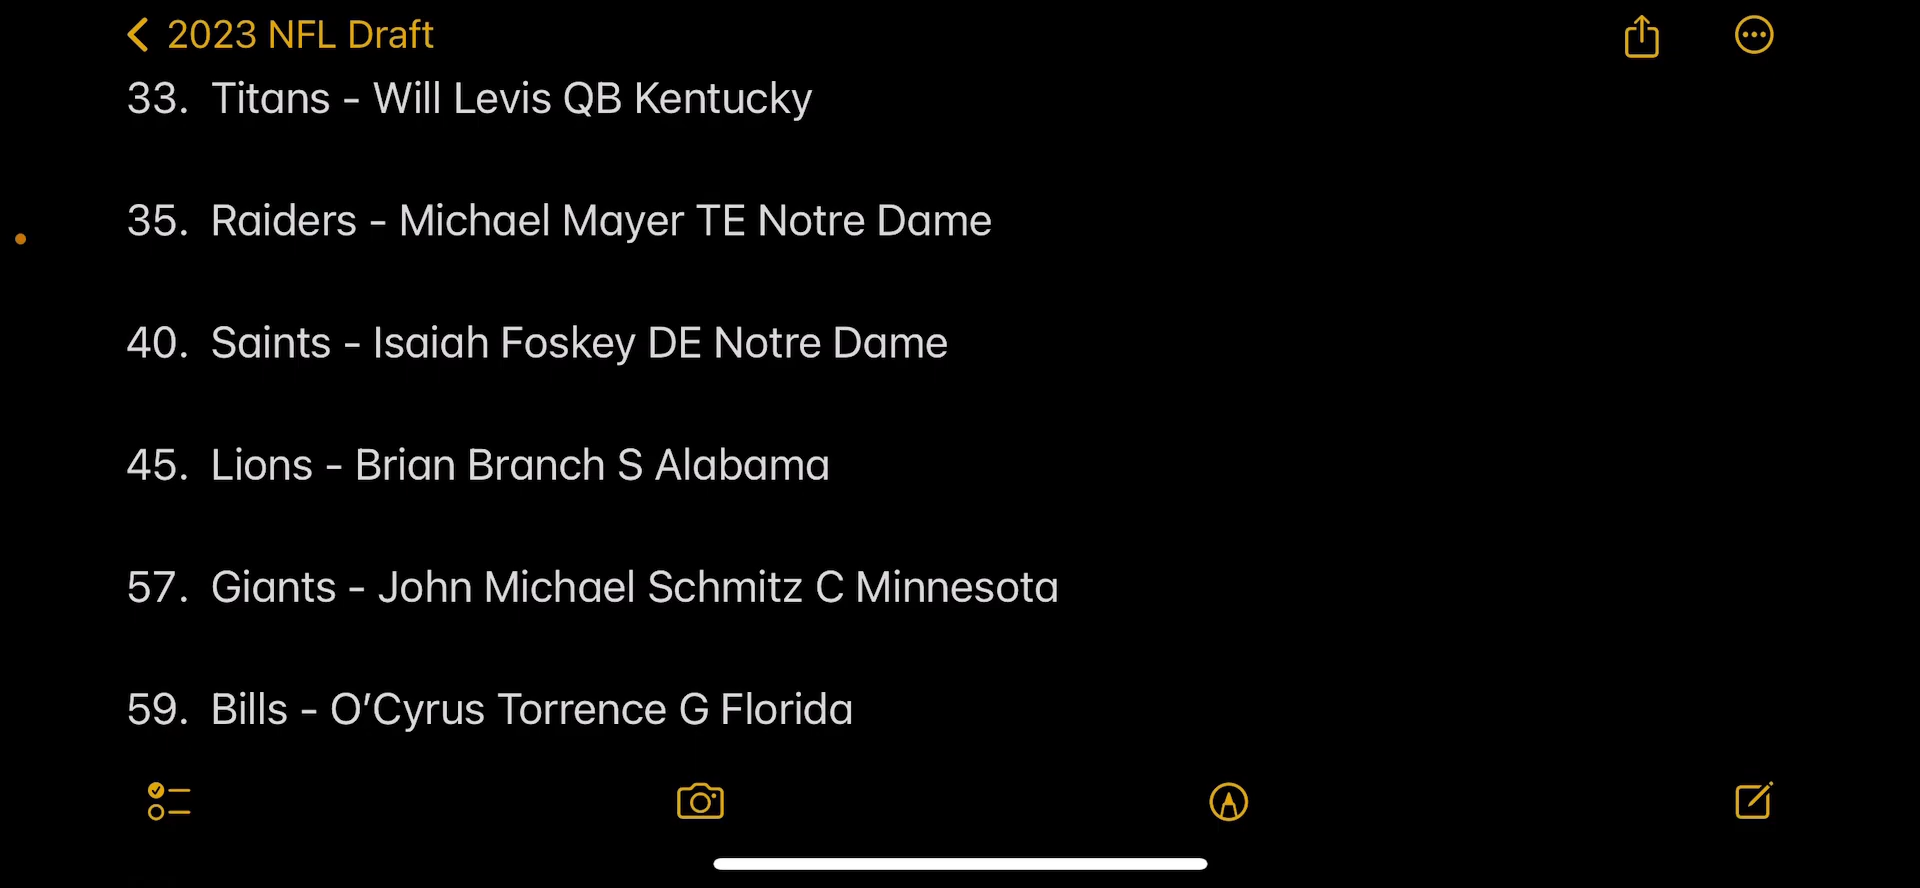 2023 NFL Draft
33. Titans - Will Levis QB Kentucky
35. Raiders - Michael Mayer TE Notre Dame
40. Saints - Isaiah Foskey DE Notre Dame
45. Lions - Brian Branch S Alabama
57. Giants - John Michael Schmitz C Minnesota
59. Bills - O’Cyrus Torrence G Florida